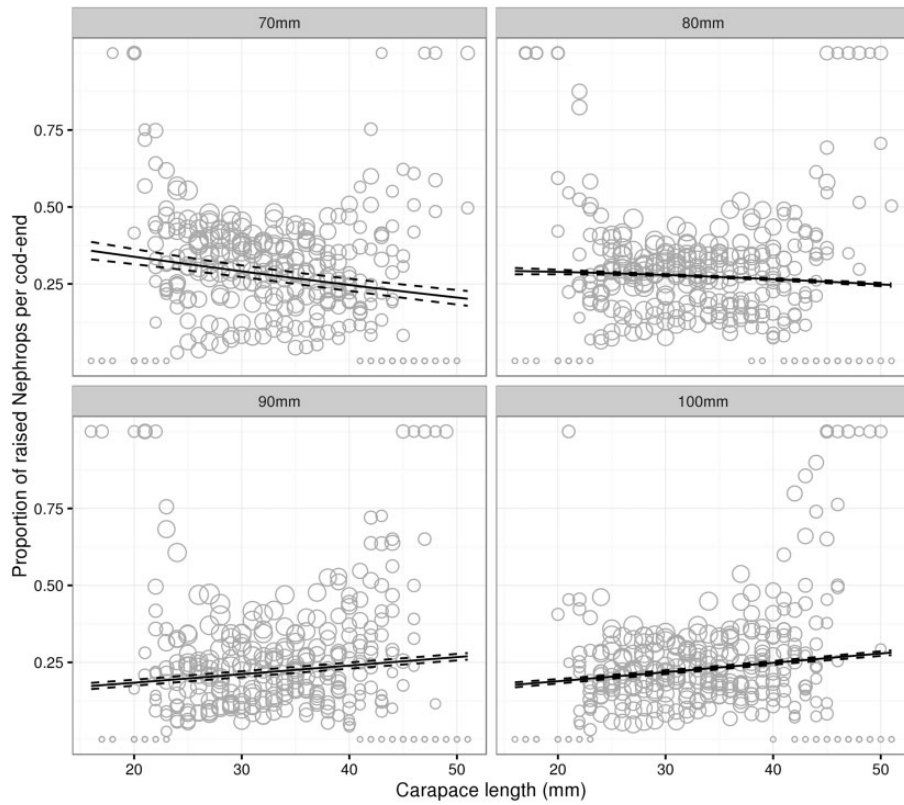 70mm
80mm
0.75
0.50
0.25
90mm
100mm
0.75
0.50
0.25
Proportion of raised Nephrops per cod-end
20
30
40
50
20
30
40
50
Carapace length (mm)